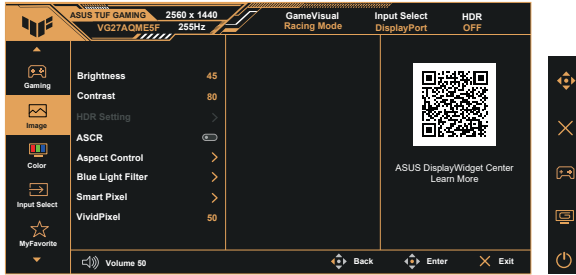 ASUS TUF GAMING 2560 x 1440
VG27AQME5F 255Hz
GameVisual
Racing Mode
Input Select
DisplayPort
HDR
OFF
Gaming
Image
Color
Input Select
MyFavorite
Brightness 45
Contrast 80
HDR Setting
ASCR
Aspect Control
Blue Light Filter
Smart Pixel
VividPixel 50
ASUS DisplayWidget Center
Learn More
Volume 50
Back
Enter
Exit